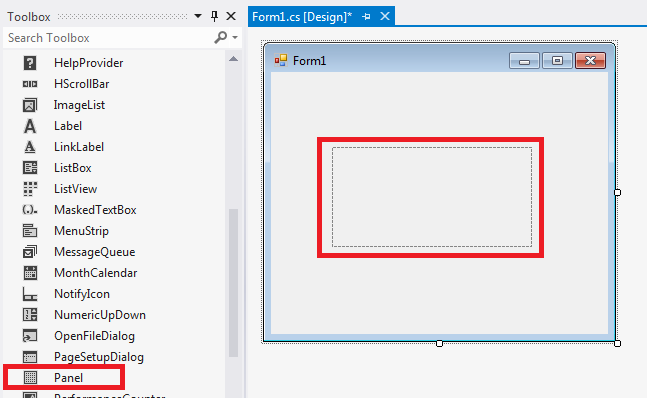 Toolbox
Search Toolbox
HelpProvider
HScrollBar
ImageList
Label
LinkLabel
ListBox
ListView
MaskedTextBox
MenuStrip
MessageQueue
MonthCalendar
NotifyIcon
NumericUpDown
OpenFileDialog
PageSetupDialog
Panel
PerformanceCounter
Form1.cs [Design]*
Form1